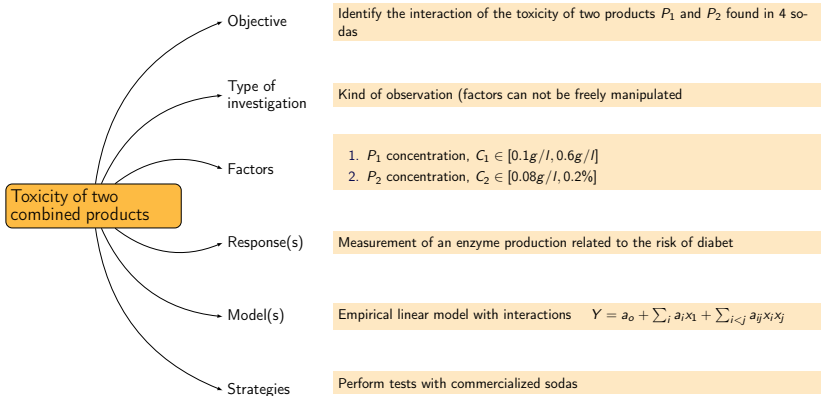 Objective
Identify the interaction of the toxicity of two products P₁ and P₂ found in 4 so-
das
Type of
investigation
Kind of observation (factors can not be freely manipulated
Factors
1. P₁ concentration, C₁ ∈ [0.1g/l, 0.6g/l]
2. P₂ concentration, C₂ ∈ [0.08g/l, 0.2%]
Toxicity of two
combined products
Response(s)
Measurement of an enzyme production related to the risk of diabet
Model(s)
Empirical linear model with interactions Y = aₒ + ∑ᵢ aᵢx₁ + ∑ᵢ<ⱼ aᵢⱼxᵢxⱼ
Strategies
Perform tests with commercialized sodas